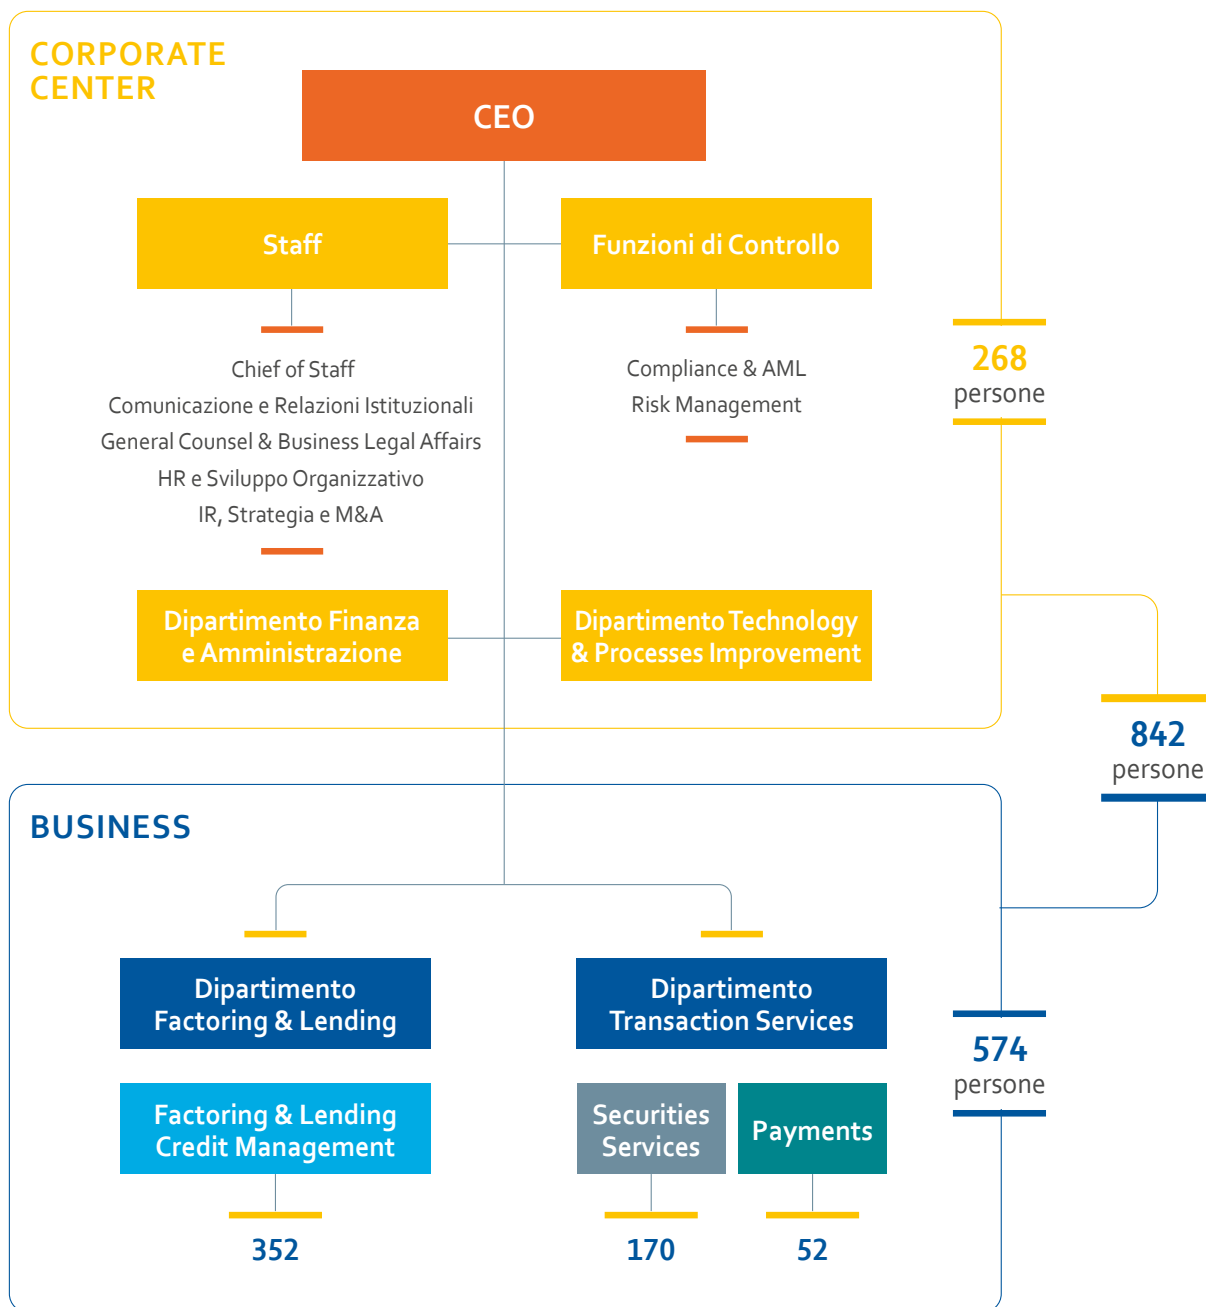 CORPORATE
CENTER
CEO
Staff
Funzioni di Controllo
Chief of Staff
Comunicazione e Relazioni Istituzionali
General Counsel & Business Legal Affairs
HR e Sviluppo Organizzativo
IR, Strategia e M&A
Compliance & AML
Risk Management
268
persone
Dipartimento Finanza
e Amministrazione
Dipartimento Technology
& Processes Improvement
842
persone
BUSINESS
Dipartimento
Factoring & Lending
Dipartimento
Transaction Services
574
persone
Factoring & Lending
Credit Management
Securities
Services
Payments
352
170
52